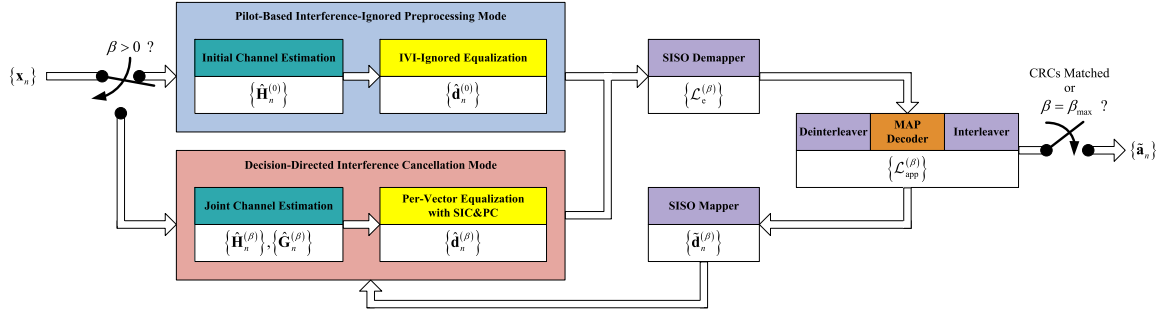 Pilot-Based Interference-Ignored Preprocessing Mode
β > 0 ?
{x_n}
Initial Channel Estimation
{Ĥ_n^(0)}
IVI-Ignored Equalization
{d̂_n^(0)}
SISO Demapper
{ℒ_e^(β)}
Deinterleaver
MAP
Decoder
Interleaver
{ℒ_app^(β)}
CRCs Matched
or
β = β_max ?
{ã_n}
Decision-Directed Interference Cancellation Mode
Joint Channel Estimation
{Ĥ_n^(β)},{Ĝ_n^(β)}
Per-Vector Equalization
with SIC&PC
{d̂_n^(β)}
SISO Mapper
{d̃_n^(β)}